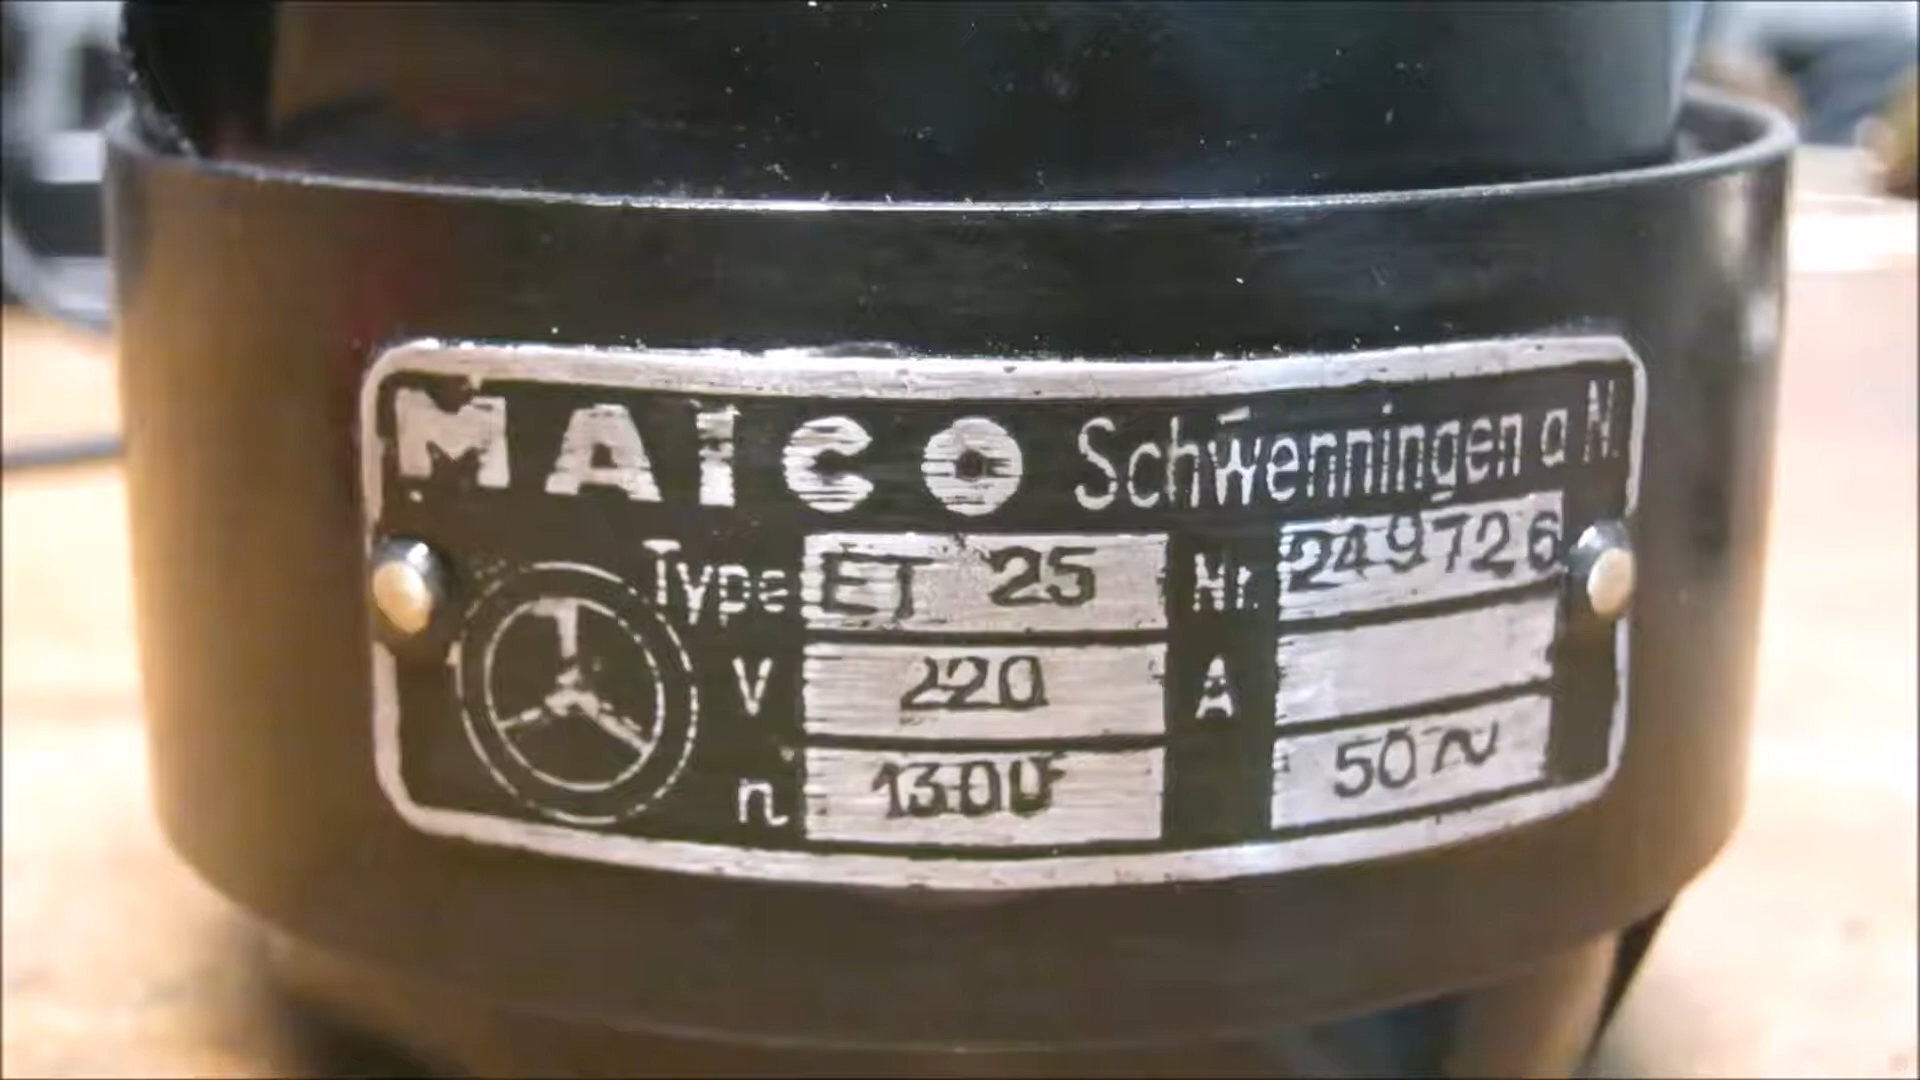 MAICO Schwenningen a N.
Type ET 25 Nr. 249726
V 220 A
n 1300 50~